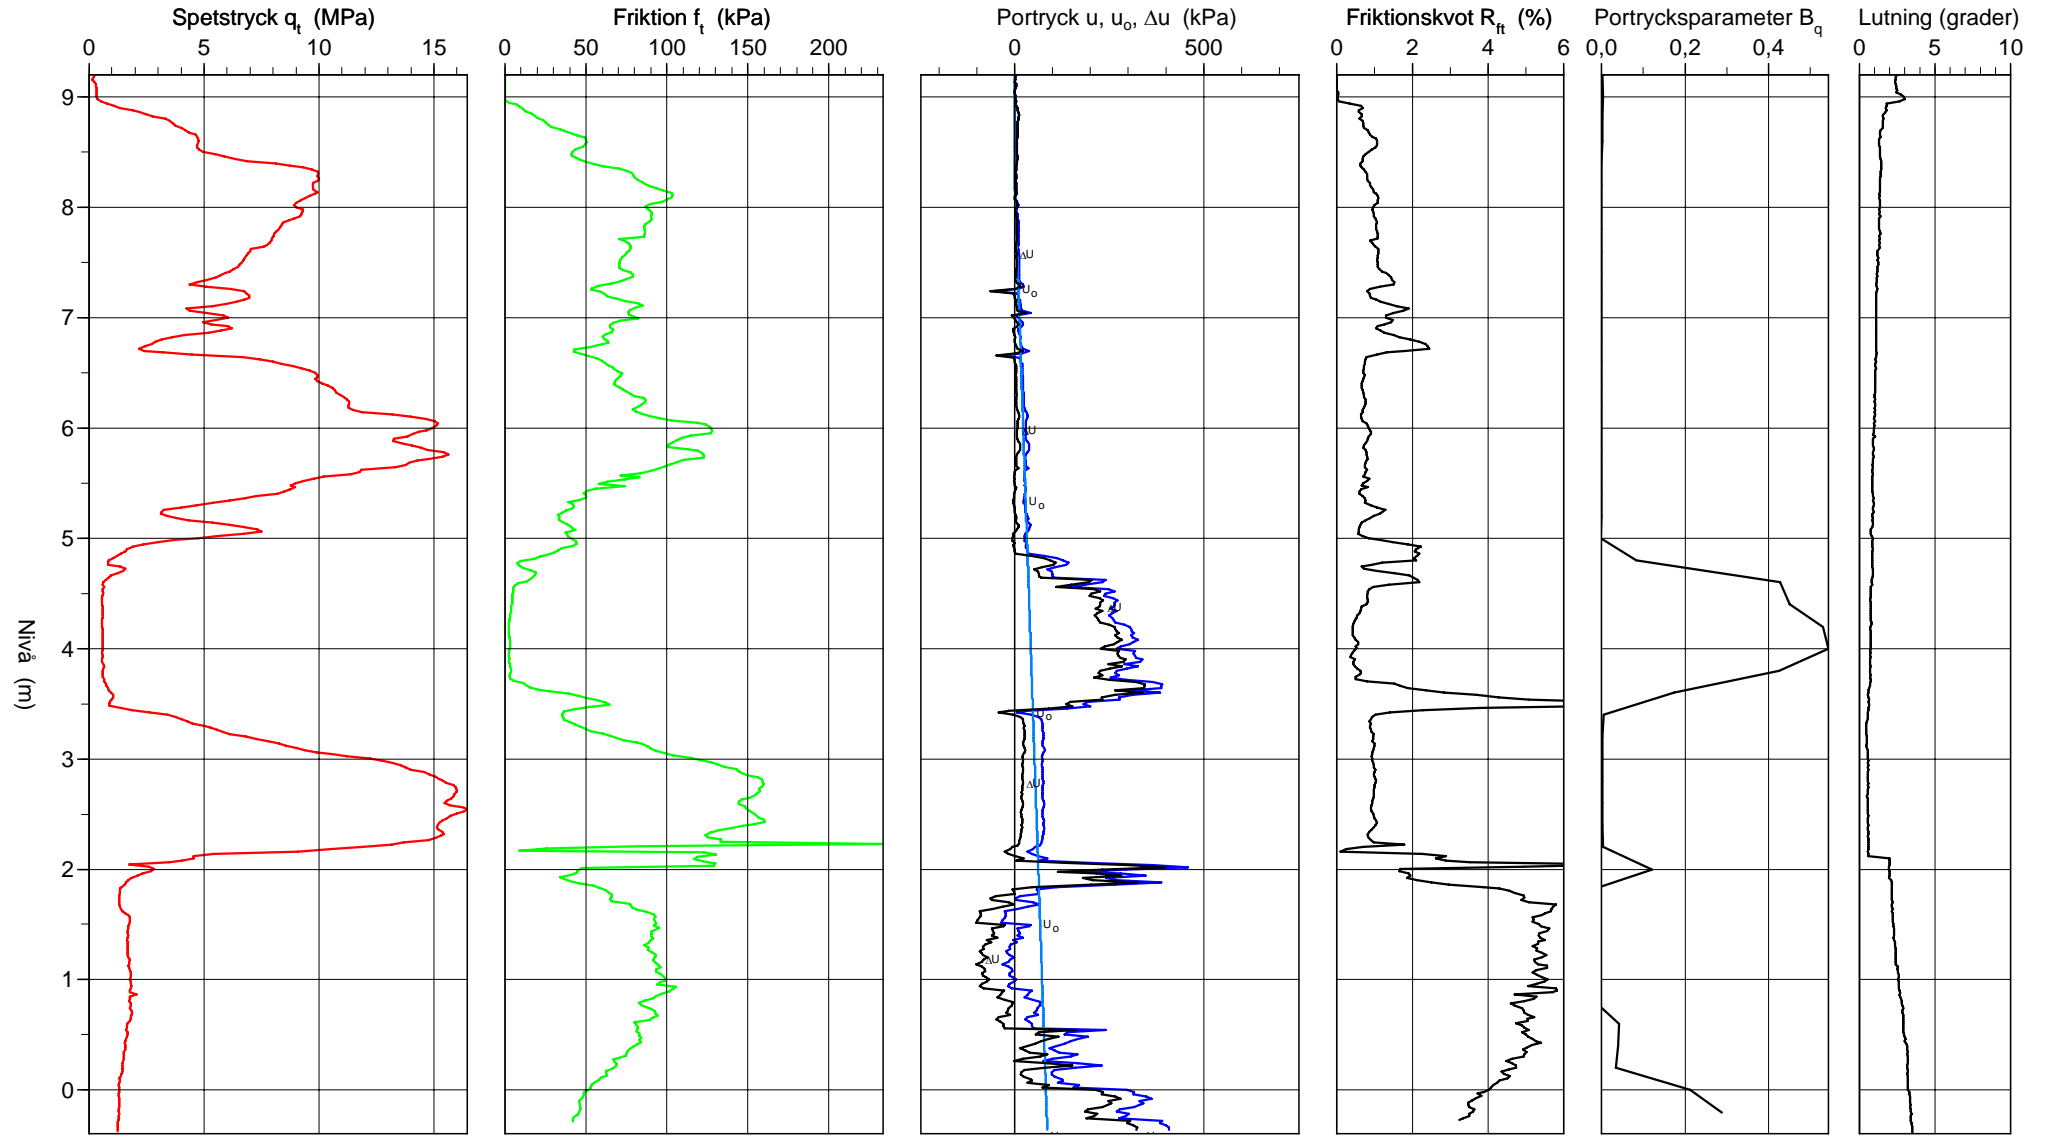 Spetstryck qt (MPa) Friktion ft (kPa) Portryck u, uo, Δu (kPa) Friktionskvot Rft (%) Portrycksparameter Bq Lutning (grader)
0 5 10 15 0 50 100 150 200 0 500 0 2 4 6 0,0 0,2 0,4 0 5 10
9
8
ΔU
Uo
7
6
ΔU
Uo
5
ΔU
4
Nivå (m)
Uo
3
ΔU
2
Uo
ΔU
1
0